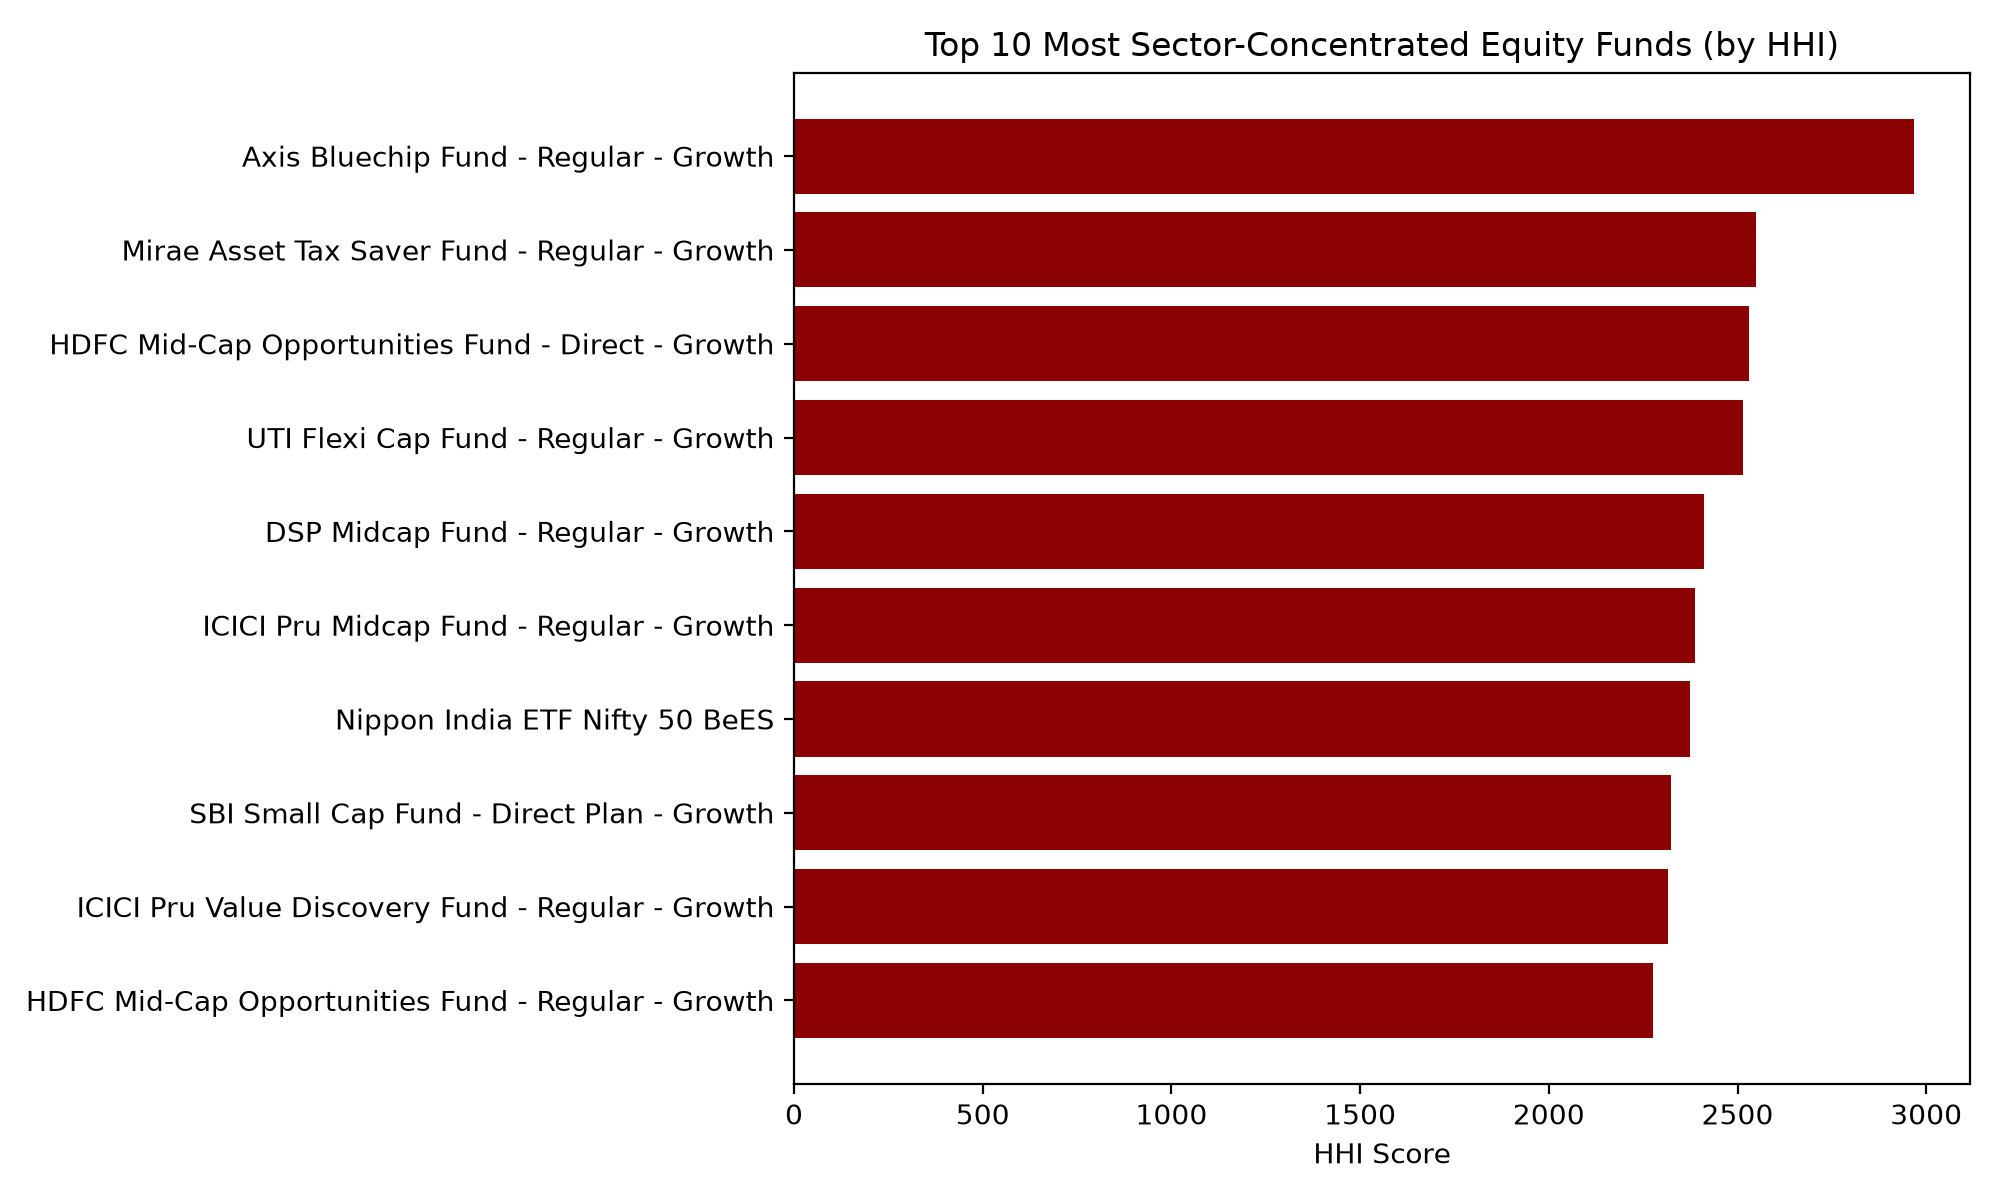 Top 10 Most Sector-Concentrated Equity Funds (by HHI)
Axis Bluechip Fund - Regular - Growth
Mirae Asset Tax Saver Fund - Regular - Growth
HDFC Mid-Cap Opportunities Fund - Direct - Growth
UTI Flexi Cap Fund - Regular - Growth
DSP Midcap Fund - Regular - Growth
ICICI Pru Midcap Fund - Regular - Growth
Nippon India ETF Nifty 50 BeES
SBI Small Cap Fund - Direct Plan - Growth
ICICI Pru Value Discovery Fund - Regular - Growth
HDFC Mid-Cap Opportunities Fund - Regular - Growth
0 500 1000 1500 2000 2500 3000
HHI Score